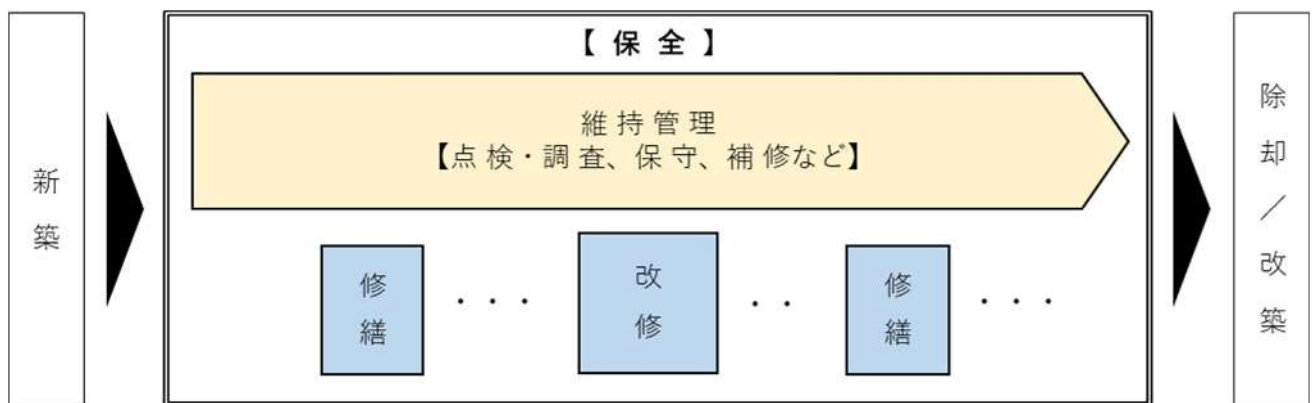 新築
【保全】
維持管理
【点検・調査、保守、補修など】
修繕
・・・
改修
・・
修繕
・・・
除却／改築